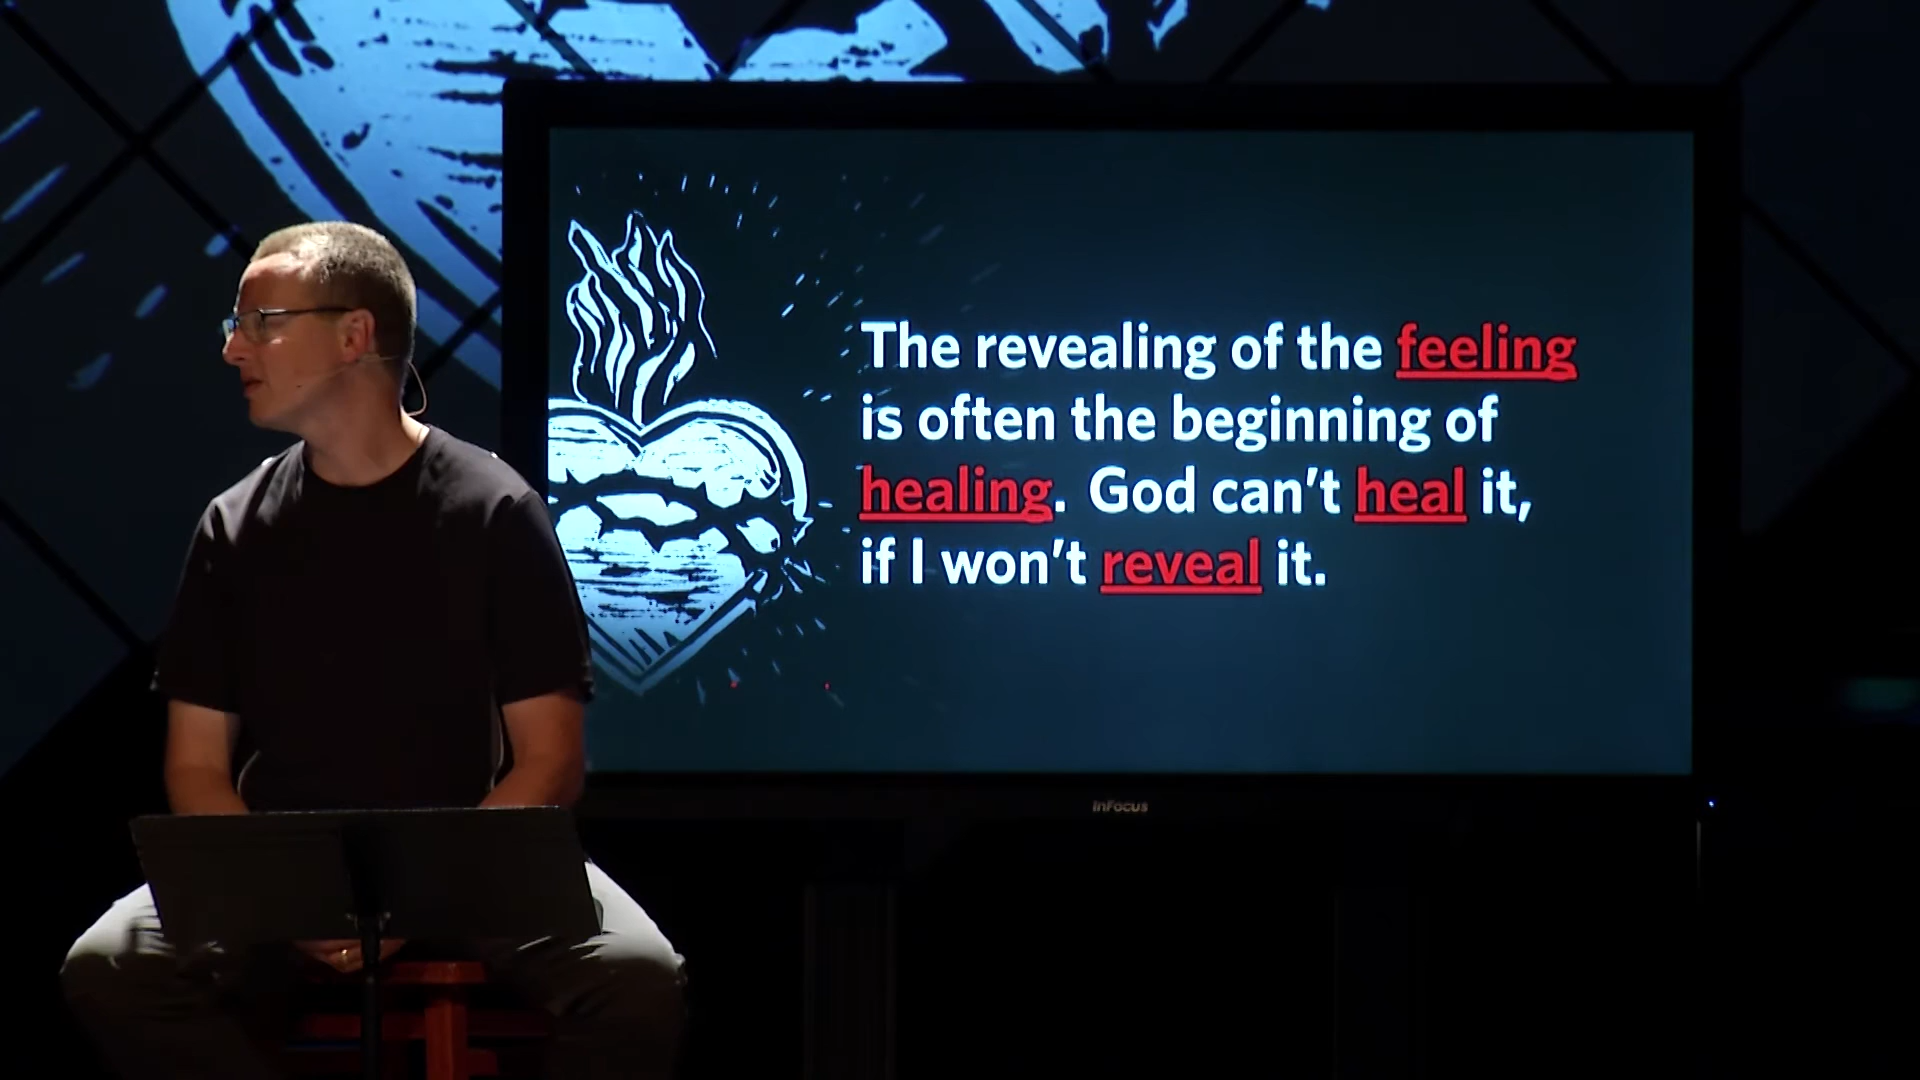 The revealing of the feeling
is often the beginning of
healing. God can't heal it,
if I won't reveal it.
InFocus